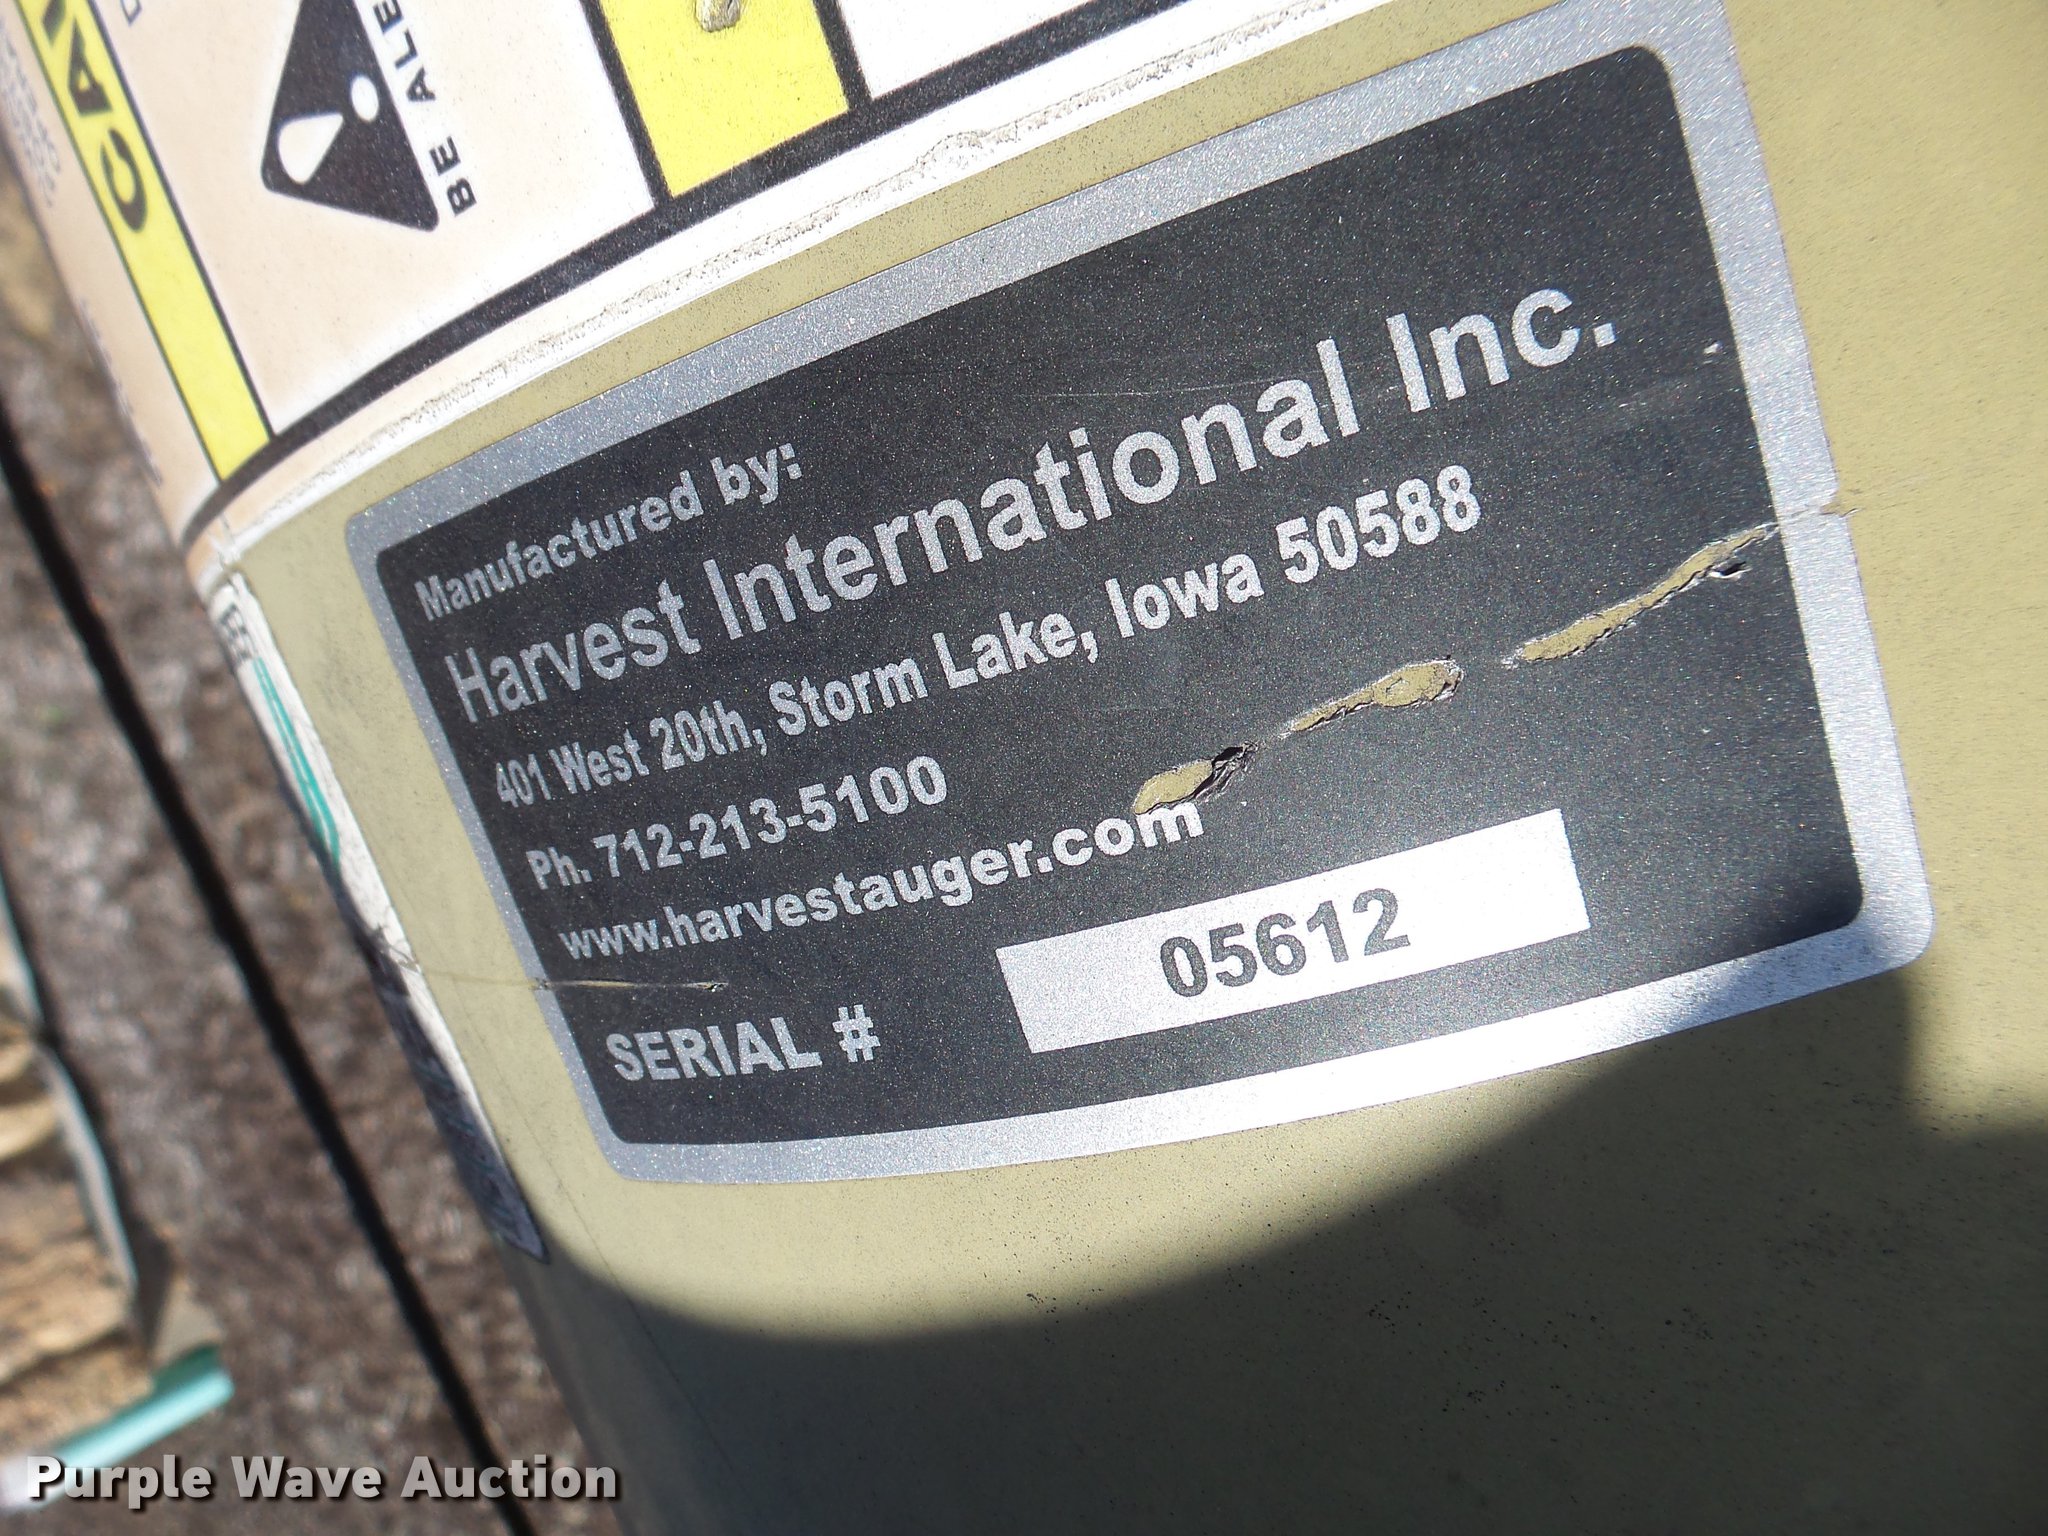 BE ALE
Manufactured by:
Harvest International Inc.
401 West 20th, Storm Lake, Iowa 50588
Ph. 712-213-5100
www.harvestauger.com
SERIAL # 05612
Purple Wave Auction